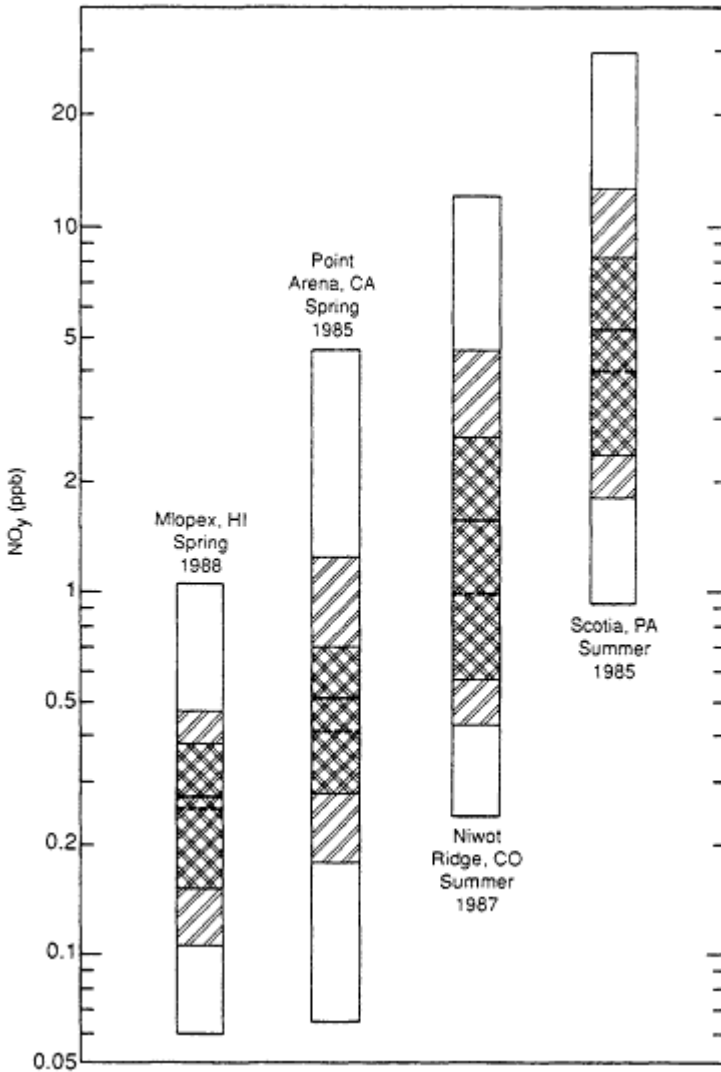 20
10
5
2
1
0.5
0.2
0.1
0.05
NOy (ppb)
Mlopex, HI
Spring
1988
Point
Arena, CA
Spring
1985
Niwot
Ridge, CO
Summer
1987
Scotia, PA
Summer
1985